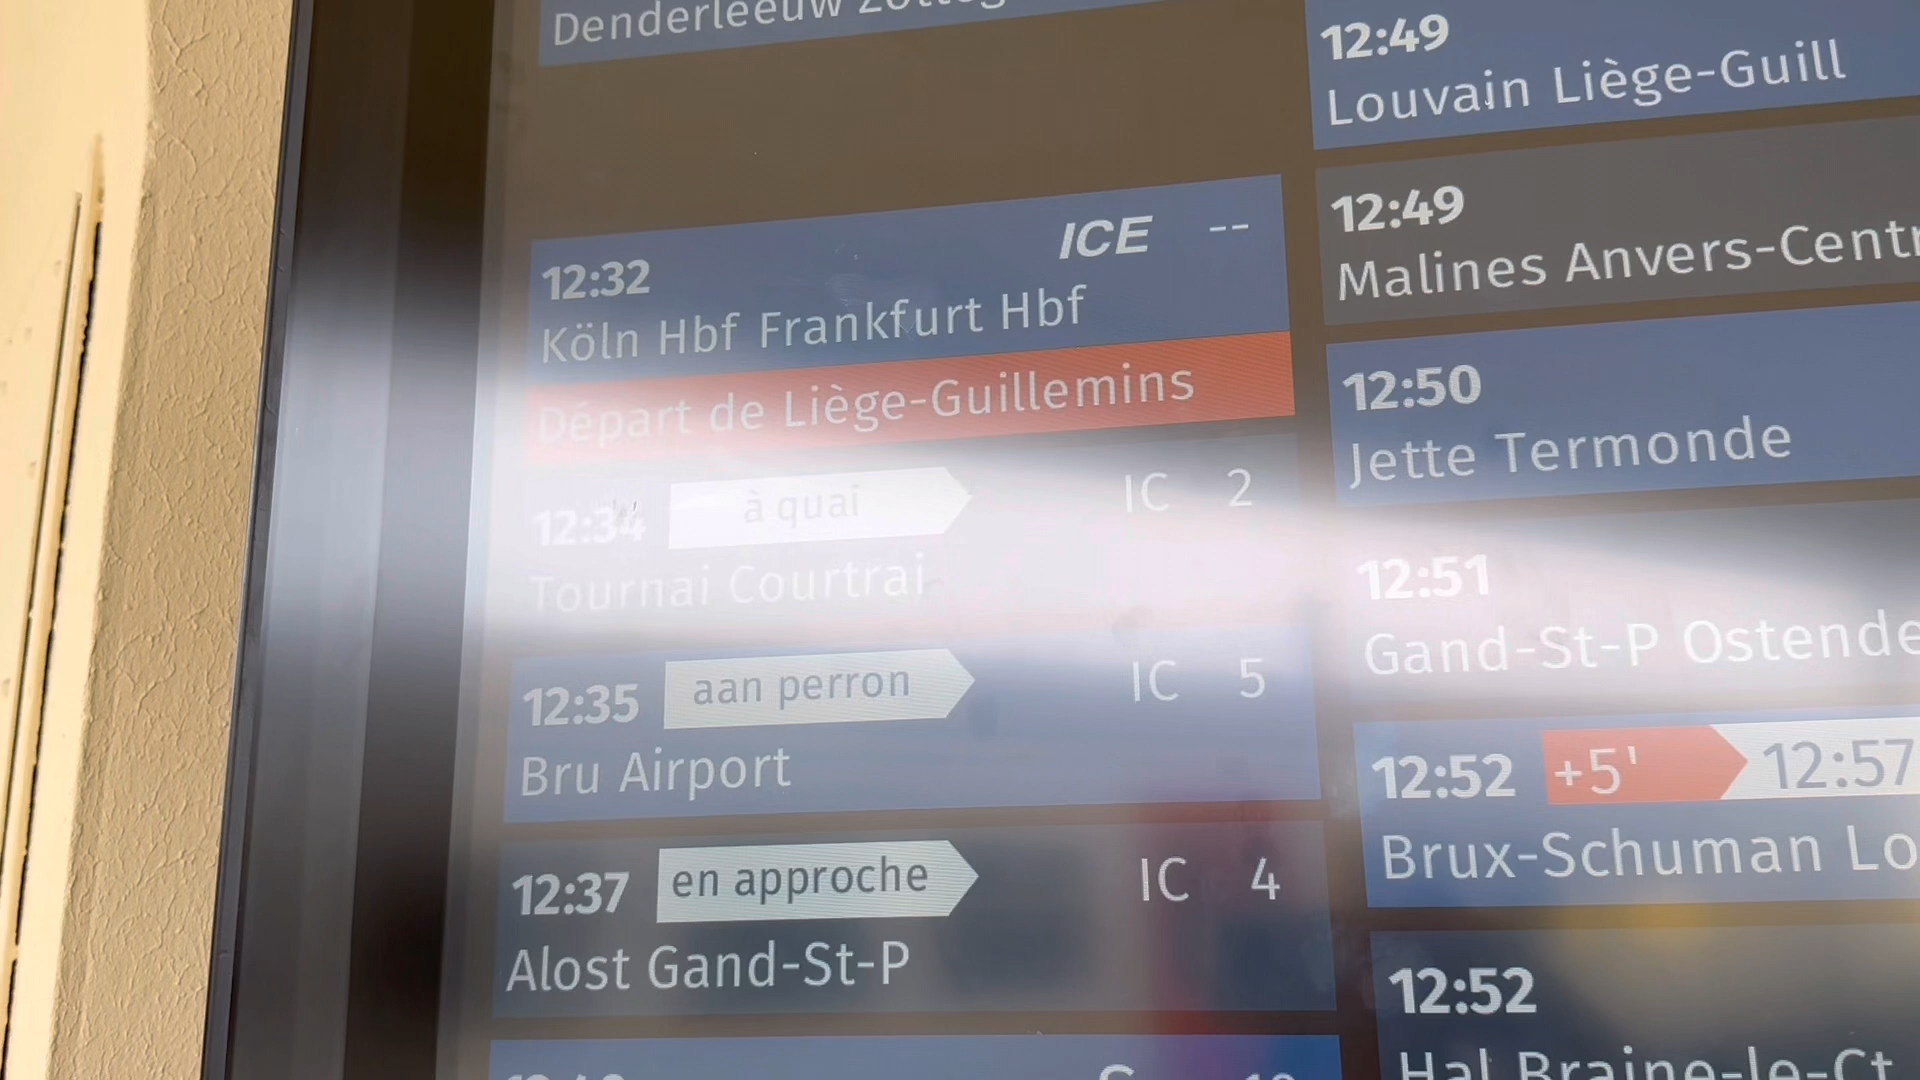 Denderleeuw
ICE --
12:32
Köln Hbf Frankfurt Hbf
Départ de Liège-Guillemins
12:34 à quai IC 2
Tournai Courtrai
12:35 aan perron IC 5
Bru Airport
12:37 en approche IC 4
Alost Gand-St-P
12:49
Louvain Liège-Guill
12:49
Malines Anvers-Centr
12:50
Jette Termonde
12:51
Gand-St-P Ostende
12:52 +5' 12:57
Brux-Schuman Lo
12:52
Hal Braine-le-Ct